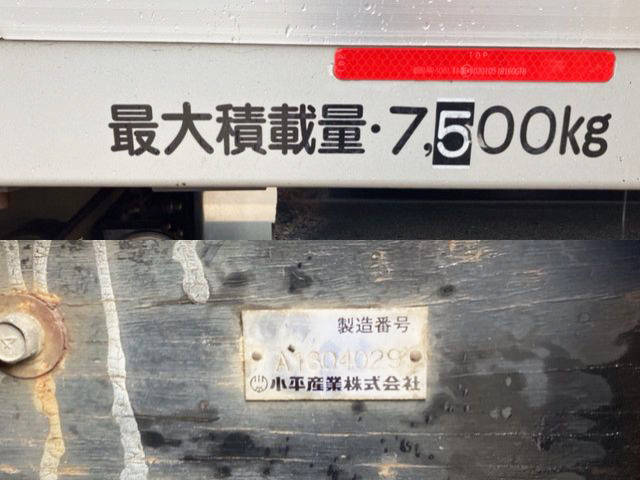 TOP
最大積載量・7,500kg
製造番号
小平産業株式会社